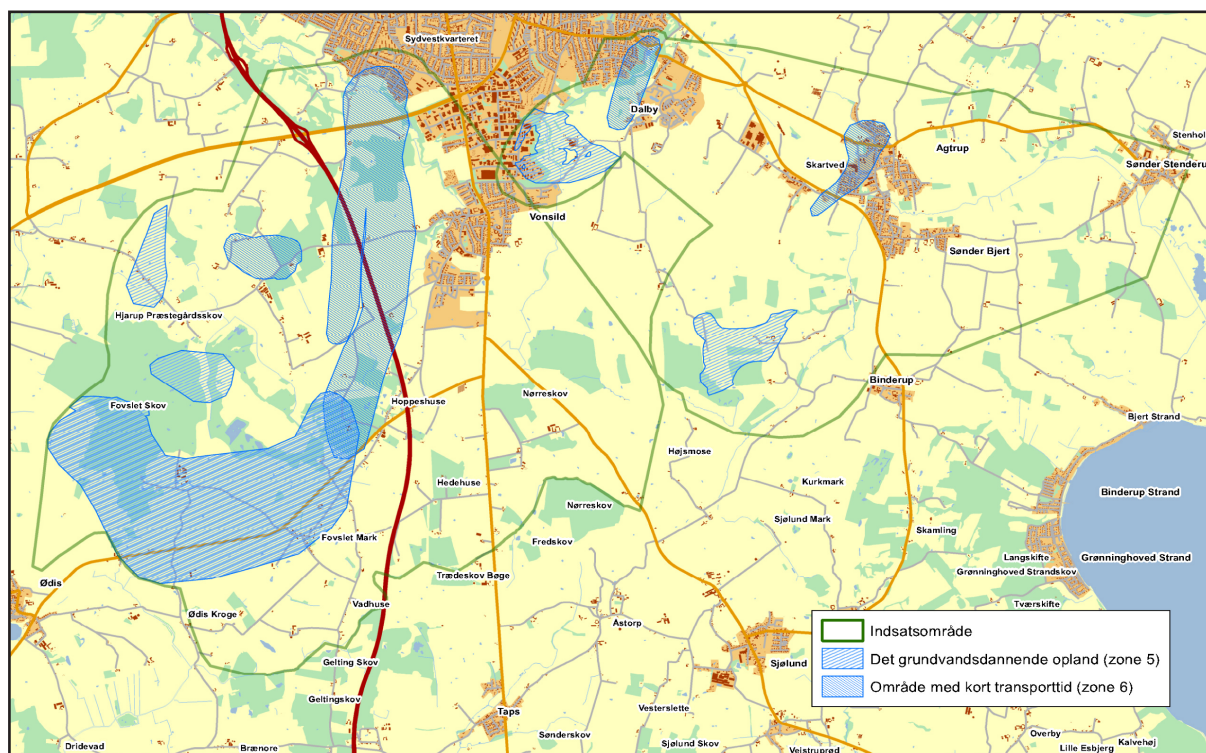 Sydvestkvarteret
Dalby
Stenhol
Agtrup
Skartved
Sønder Stenderu
Vonsild
Sønder Bjert
Hjarup Præstegårdsskov
Binderup
Nørreskov
Hoppeshuse
Fovslet Skov
Bjert Strand
Højsmose
Hedehuse
Kurkmark
Binderup Strand
Nørreskov
Sjølund Mark
Skamling
Fovslet Mark
Fredskov
Langskifte
Grønninghoved Strand
Grønninghoved Strandskov
Trædeskov Bøge
Ødis
Vadhuse
Tværskifte
Ødis Kroge
Åstorp
Indsatsområde
Gelting Skov
Sjølund
Det grundvandsdannende opland (zone 5)
Område med kort transporttid (zone 6)
Geltingskov
Vesterslette
Taps
Sønderskov
Overby
Dridevad
Brænore
Sjølund Skov
Vejstruprød
Kalvehøj
Lille Esbjerg